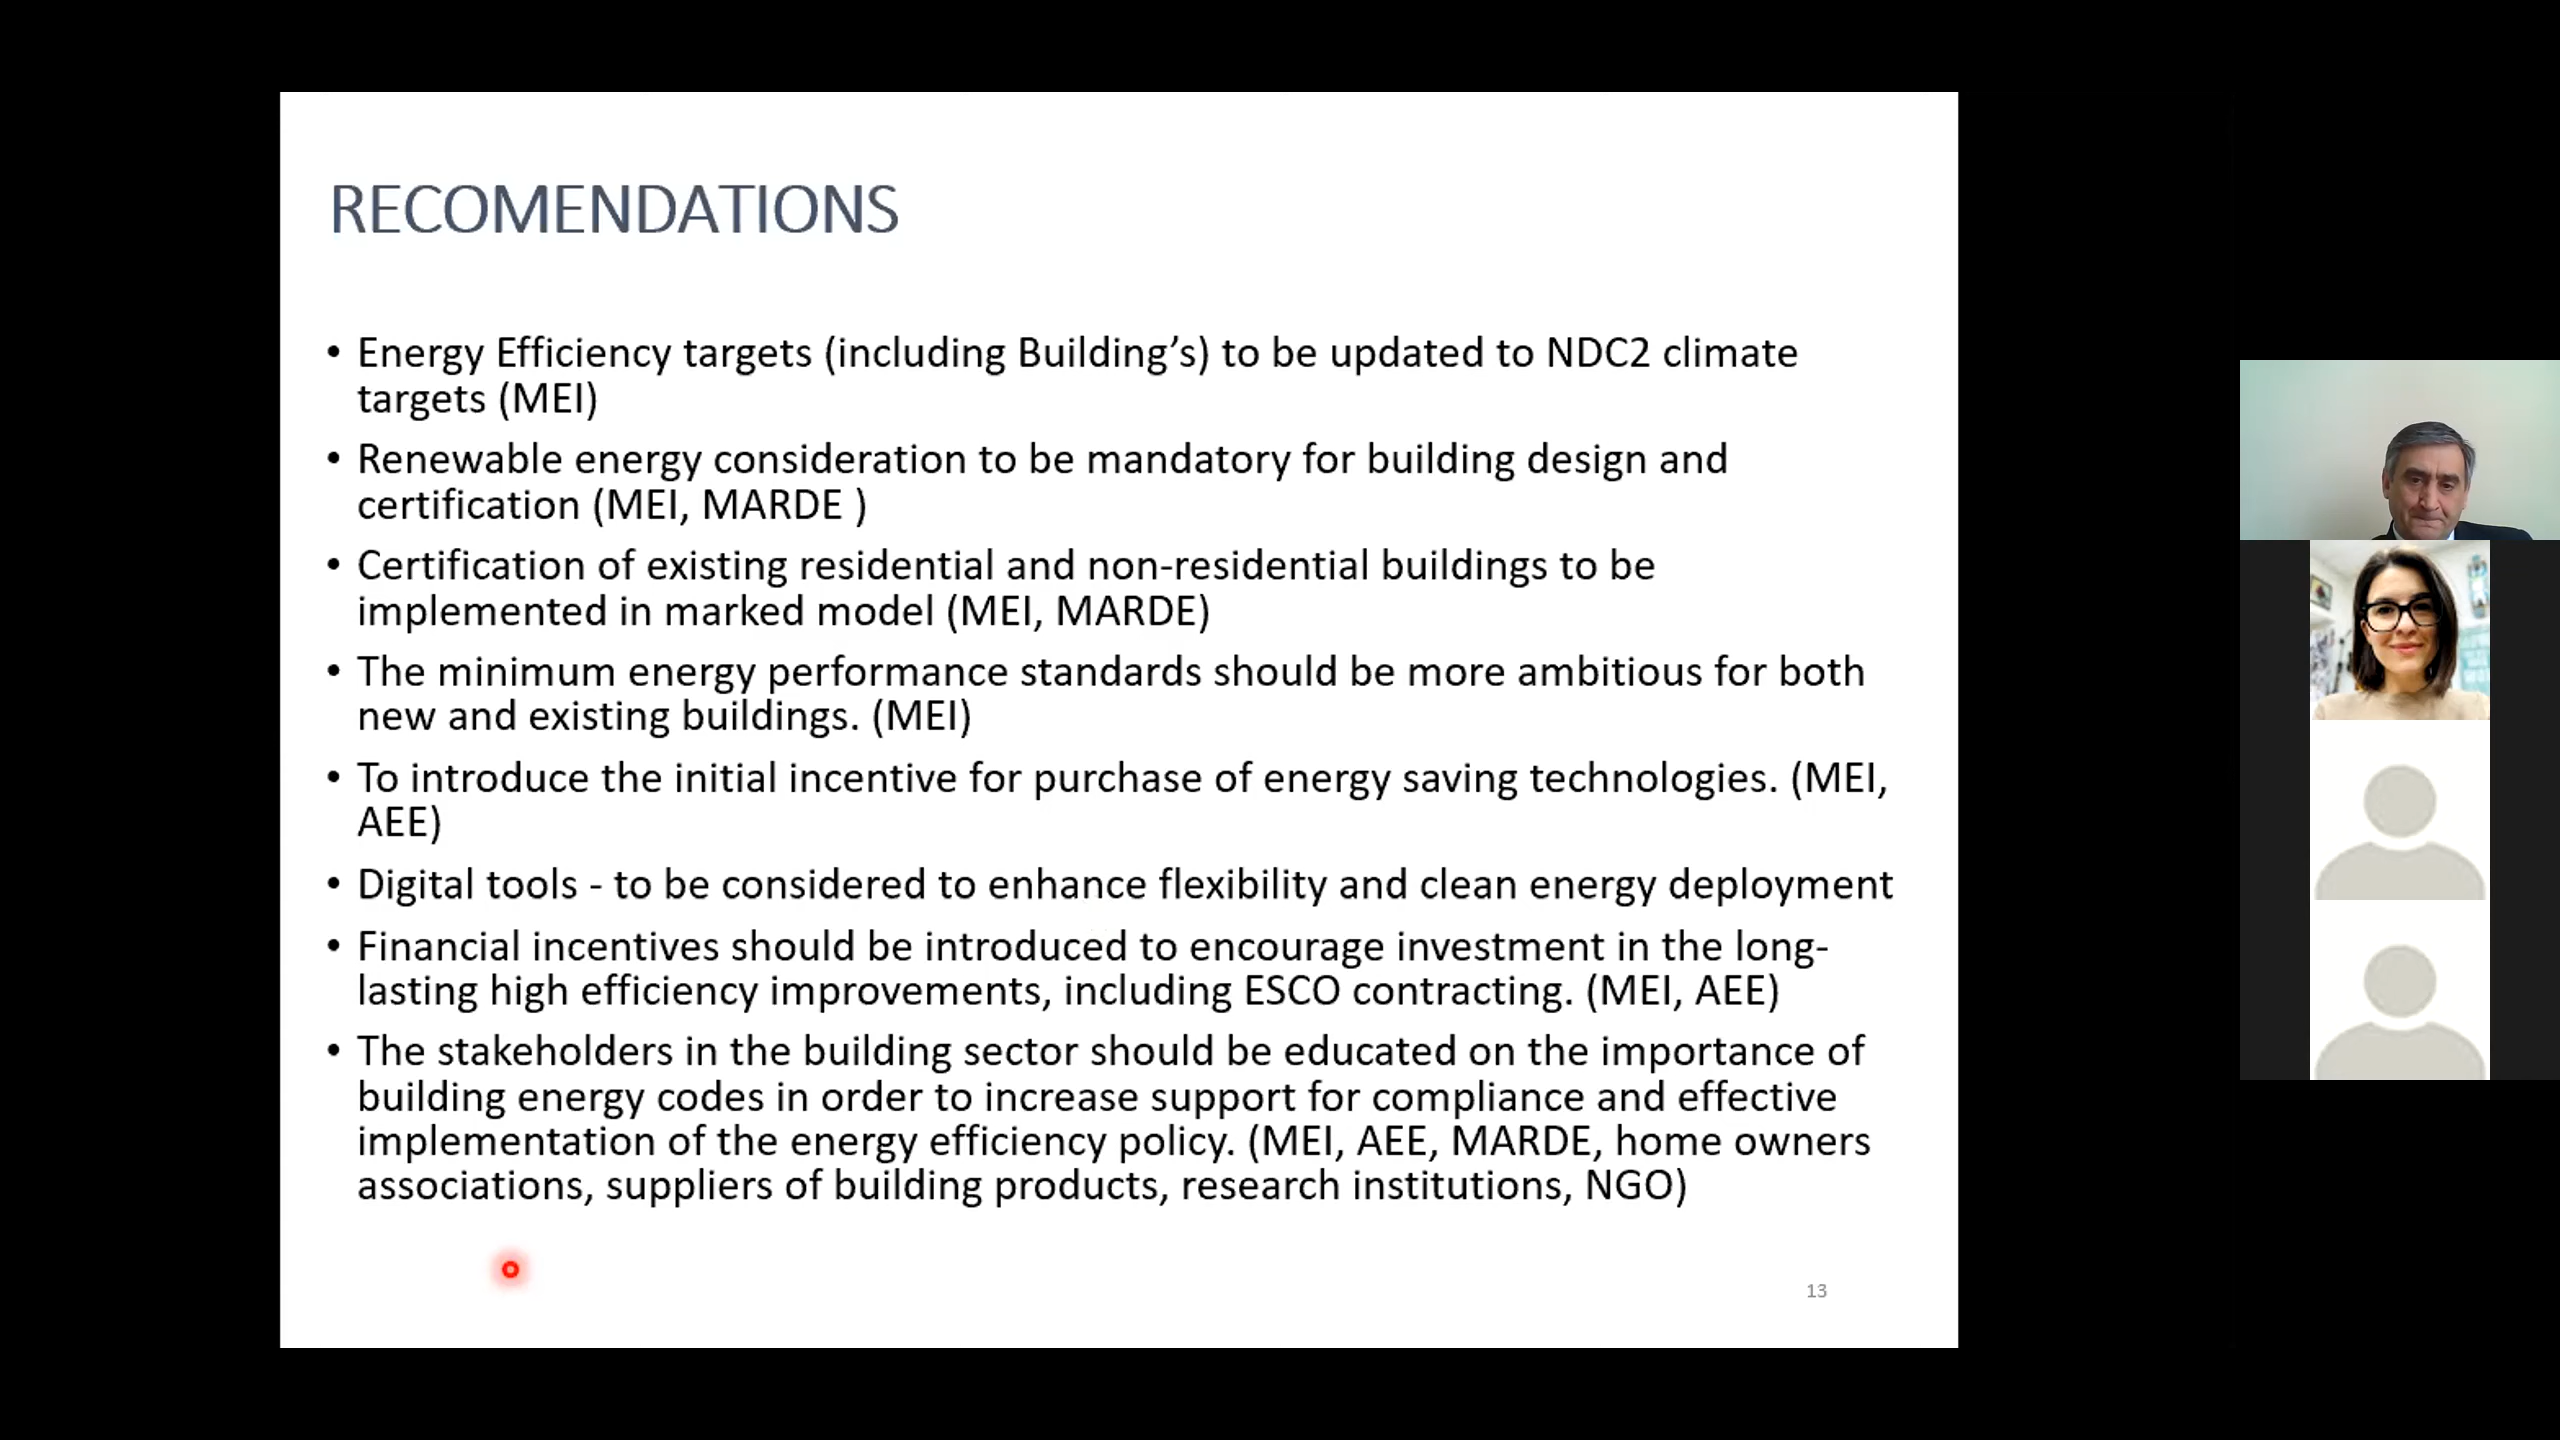 RECOMENDATIONS
• Energy Efficiency targets (including Building’s) to be updated to NDC2 climate
targets (MEI)
• Renewable energy consideration to be mandatory for building design and
certification (MEI, MARDE )
• Certification of existing residential and non-residential buildings to be
implemented in marked model (MEI, MARDE)
• The minimum energy performance standards should be more ambitious for both
new and existing buildings. (MEI)
• To introduce the initial incentive for purchase of energy saving technologies. (MEI,
AEE)
• Digital tools - to be considered to enhance flexibility and clean energy deployment
• Financial incentives should be introduced to encourage investment in the long-
lasting high efficiency improvements, including ESCO contracting. (MEI, AEE)
• The stakeholders in the building sector should be educated on the importance of
building energy codes in order to increase support for compliance and effective
implementation of the energy efficiency policy. (MEI, AEE, MARDE, home owners
associations, suppliers of building products, research institutions, NGO)
13